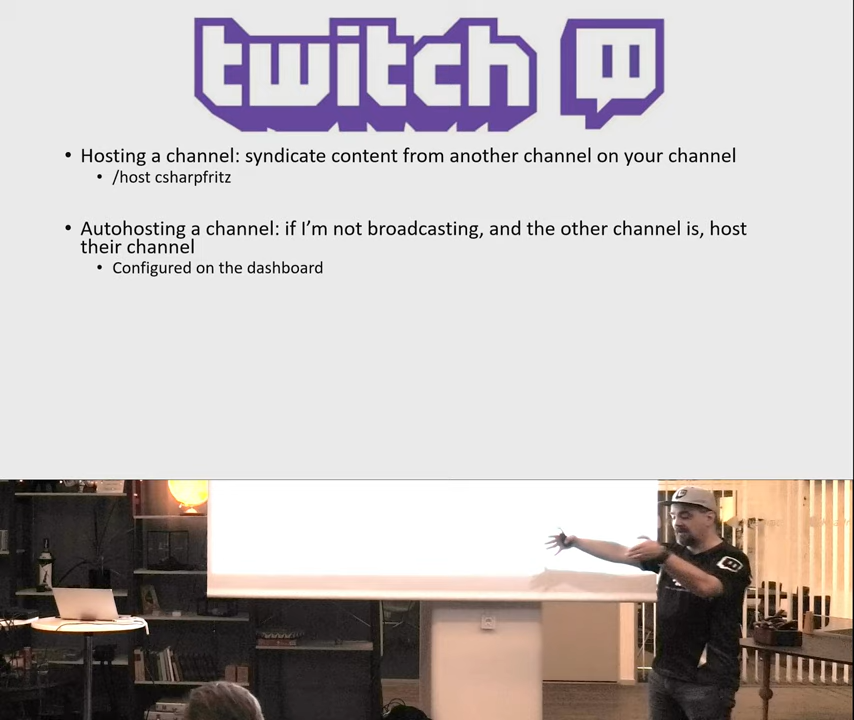 twitch
• Hosting a channel: syndicate content from another channel on your channel
• /host csharpfritz
• Autohosting a channel: if I'm not broadcasting, and the other channel is, host
their channel
• Configured on the dashboard